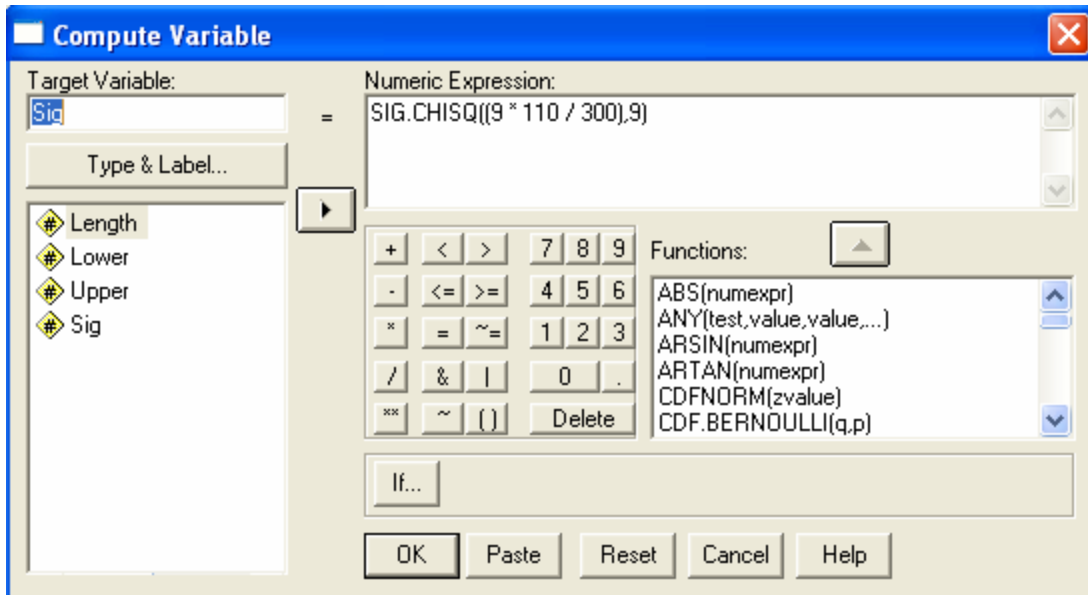 Compute Variable
Target Variable:
Sig
=
Numeric Expression:
SIG.CHISQ((9 * 110 / 300),9)
Type & Label...
Length
Lower
Upper
Sig
+ < > 7 8 9
- <= >= 4 5 6
* = ~= 1 2 3
/ & | 0 .
** ~ () Delete
Functions:
ABS(numexpr)
ANY(test,value,value,...)
ARSIN(numexpr)
ARTAN(numexpr)
CDFNORM(zvalue)
CDF.BERNOULLI(q,p)
If...
OK Paste Reset Cancel Help